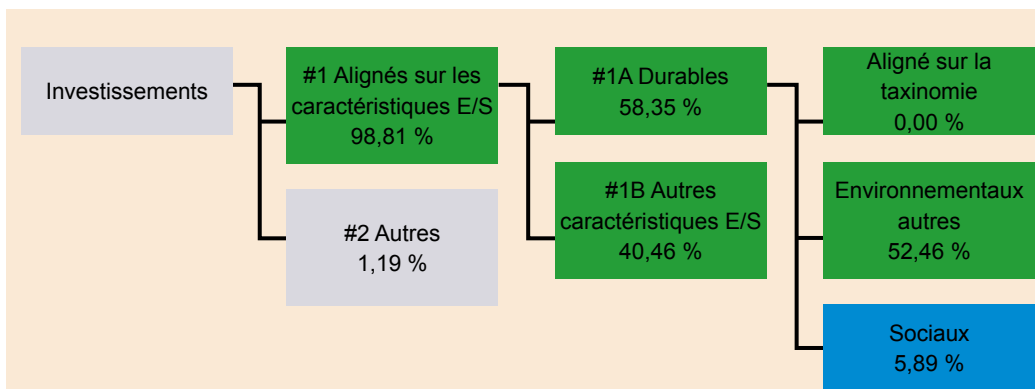 Investissements
#1 Alignés sur les
caractéristiques E/S
98,81 %
#2 Autres
1,19 %
#1A Durables
58,35 %
#1B Autres
caractéristiques E/S
40,46 %
Aligné sur la
taxinomie
0,00 %
Environnementaux
autres
52,46 %
Sociaux
5,89 %